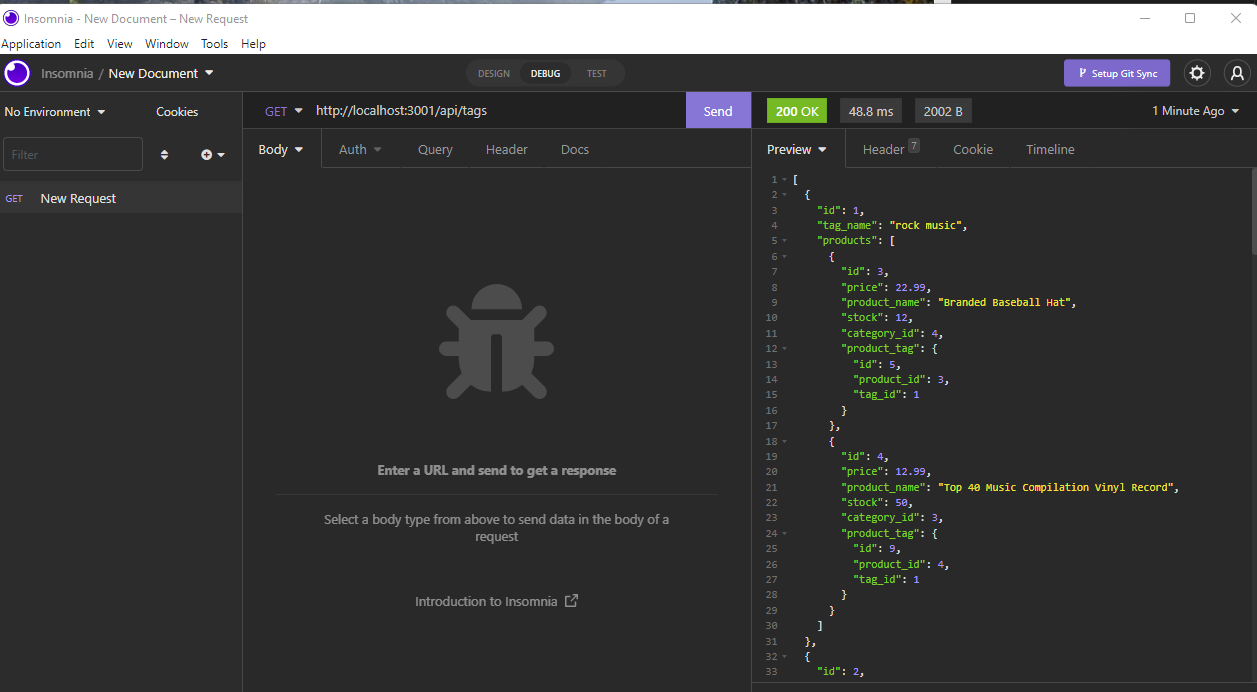 Insomnia - New Document – New Request
Application Edit View Window Tools Help
Insomnia / New Document
DESIGN DEBUG TEST
Setup Git Sync
No Environment Cookies
Filter
GET New Request
GET http://localhost:3001/api/tags Send
Body Auth Query Header Docs
Enter a URL and send to get a response
Select a body type from above to send data in the body of a
request
Introduction to Insomnia
200 OK 48.8 ms 2002 B 1 Minute Ago
Preview Header 7 Cookie Timeline
1 [
2 {
3 "id": 1,
4 "tag_name": "rock music",
5 "products": [
6 {
7 "id": 3,
8 "price": 22.99,
9 "product_name": "Branded Baseball Hat",
10 "stock": 12,
11 "category_id": 4,
12 "product_tag": {
13 "id": 5,
14 "product_id": 3,
15 "tag_id": 1
16 }
17 },
18 {
19 "id": 4,
20 "price": 12.99,
21 "product_name": "Top 40 Music Compilation Vinyl Record",
22 "stock": 50,
23 "category_id": 3,
24 "product_tag": {
25 "id": 9,
26 "product_id": 4,
27 "tag_id": 1
28 }
29 }
30 ]
31 },
32 {
33 "id": 2,